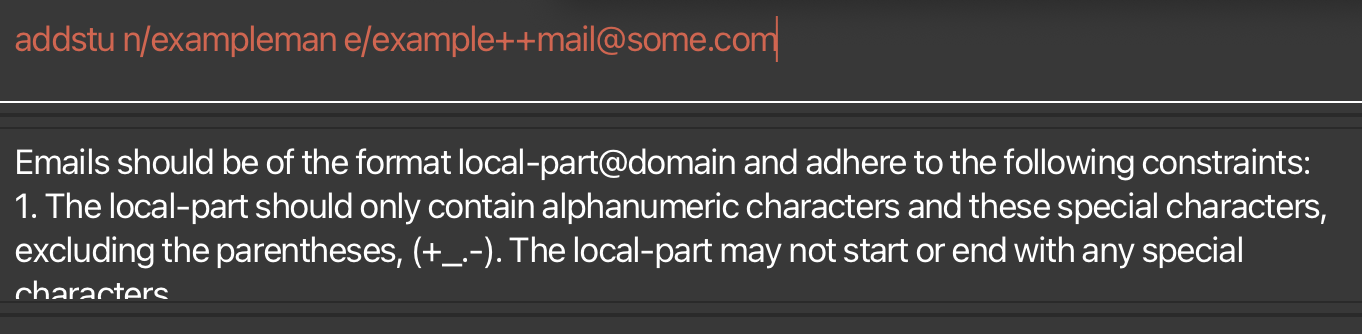 addstu n/exampleman e/example++mail@some.com
Emails should be of the format local-part@domain and adhere to the following constraints:
1. The local-part should only contain alphanumeric characters and these special characters,
excluding the parentheses, (+_.-). The local-part may not start or end with any special
characters